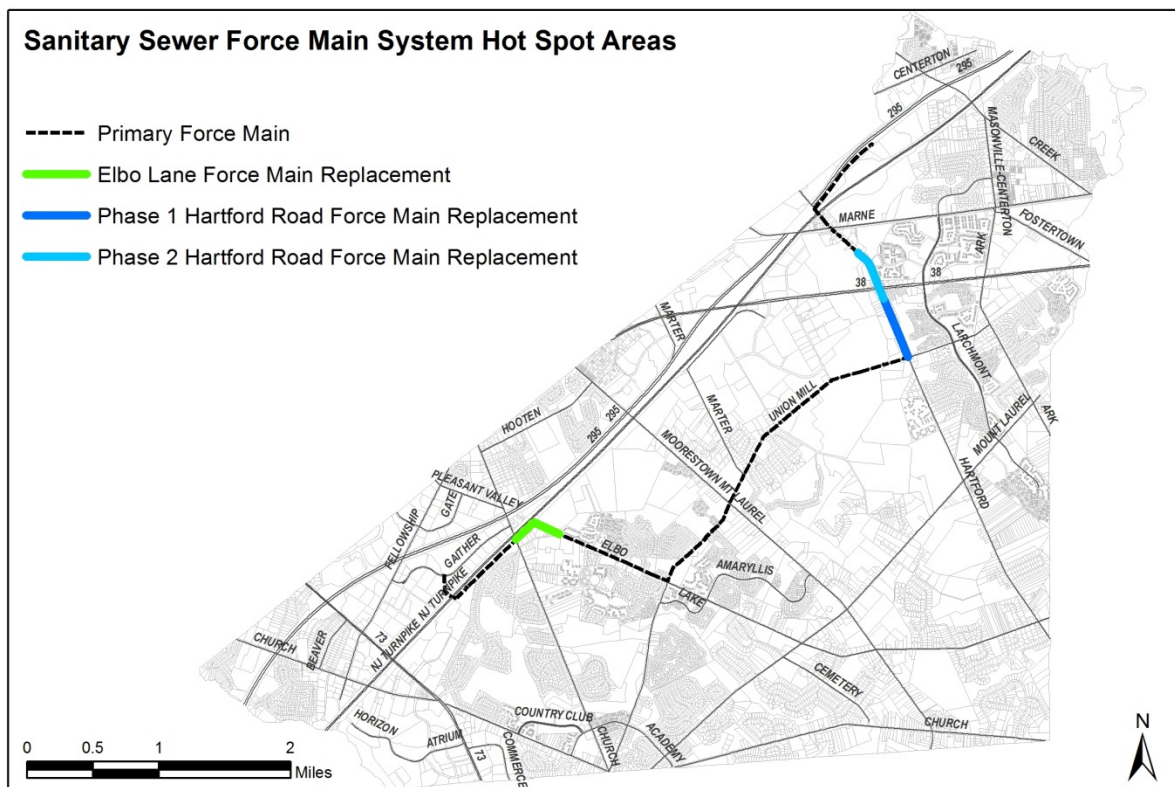 Sanitary Sewer Force Main System Hot Spot Areas
Primary Force Main
Elbo Lane Force Main Replacement
Phase 1 Hartford Road Force Main Replacement
Phase 2 Hartford Road Force Main Replacement
CENTERTON
295
295
MASONVILLE-CENTERTON
CREEK
MARNE
FOSTERTOWN
ARK
38
38
MARTER
LARCHMONT
UNION MILL
MARTER
HOOTEN
295
295
MOORESTOWN MT LAUREL
MOUNT LAUREL
ARK
HARTFORD
PLEASANT VALLEY
GATE
FELLOWSHIP
GAITHER
ELBO
AMARYLLIS
LAKE
NJ TURNPIKE
NJ TURNPIKE
CHURCH
BEAVER
73
CEMETERY
HORIZON
ATRIUM
COUNTRY CLUB
CHURCH
ACADEMY
CHURCH
73
COMMERCE
N
0 0.5 1 2
Miles